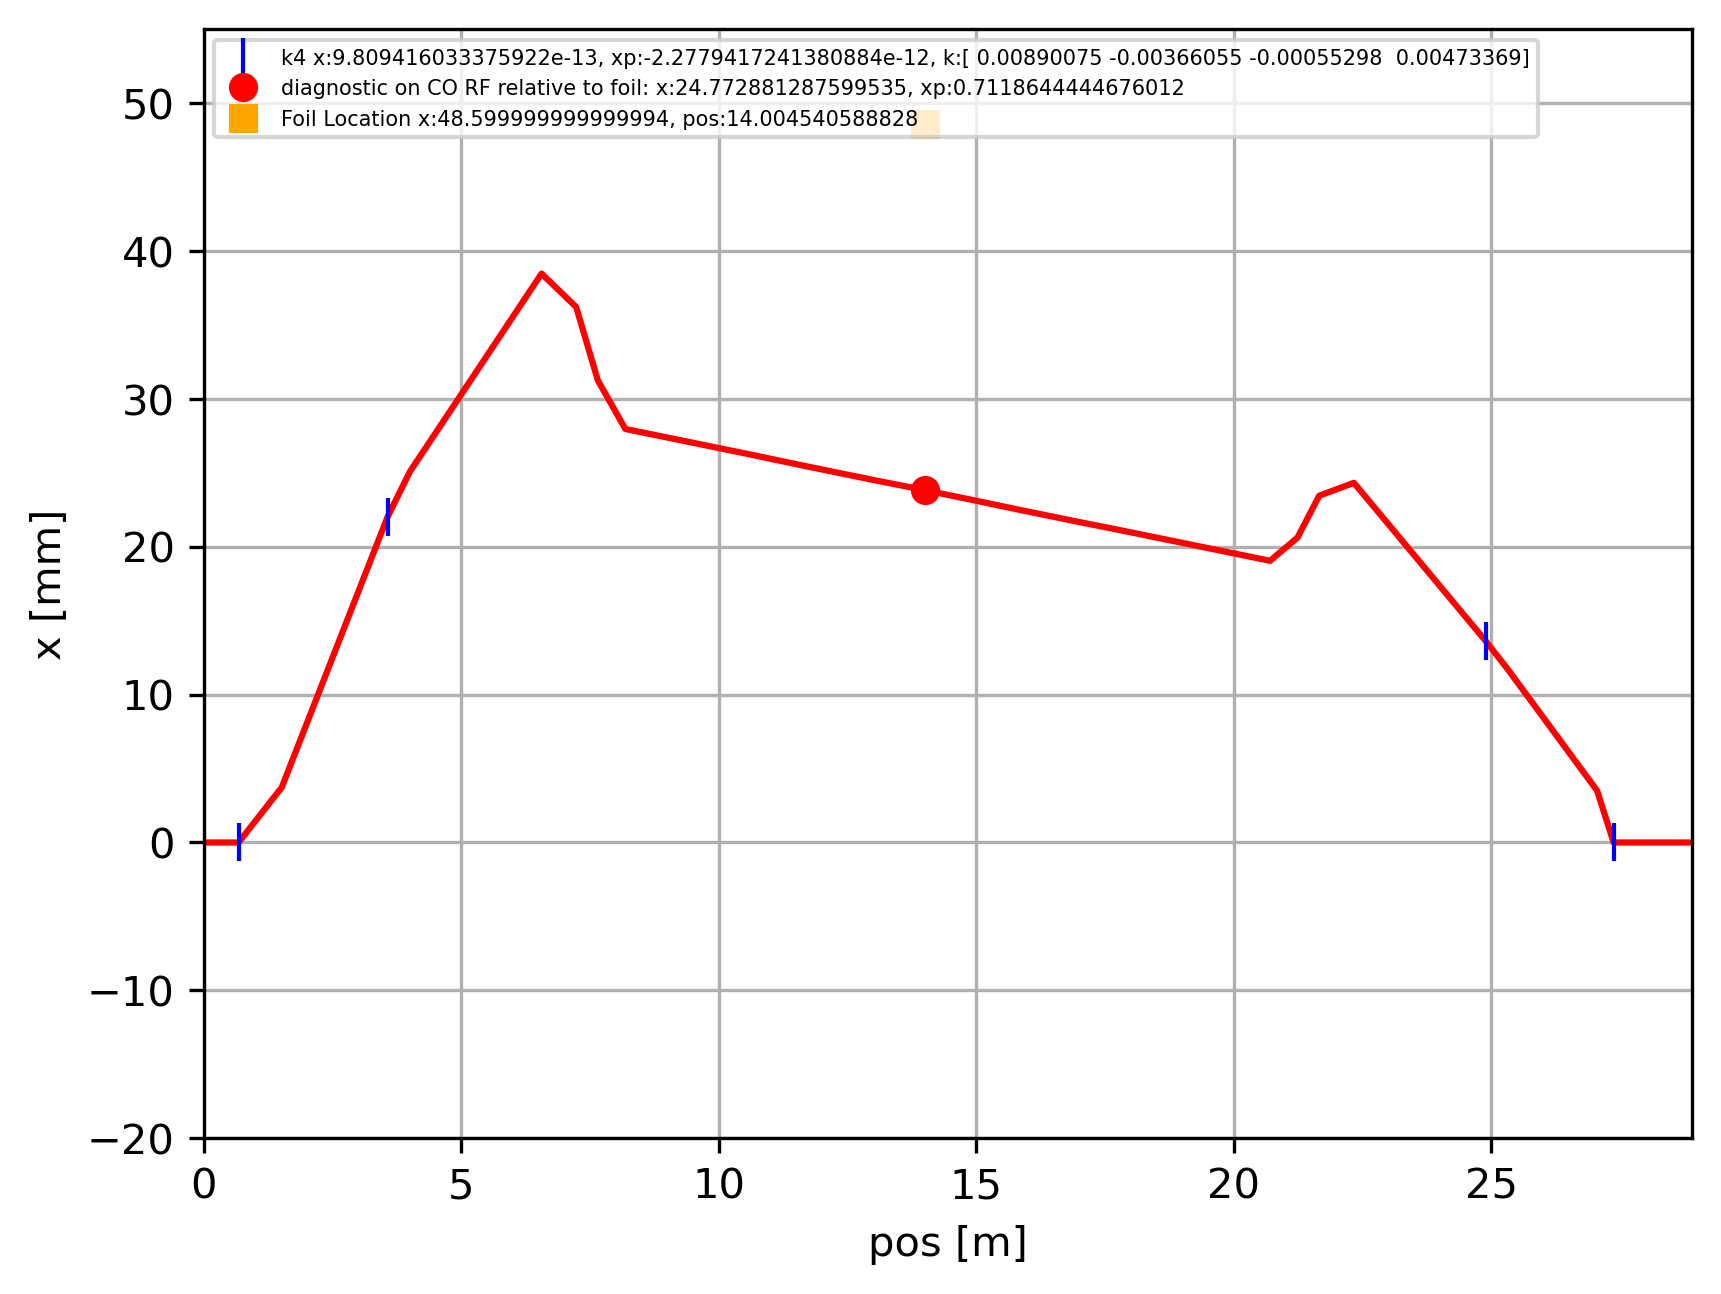 k4 x:9.809416033375922e-13, xp:-2.2779417241380884e-12, k:[ 0.00890075 -0.00366055 -0.00055298  0.00473369]
diagnostic on CO RF relative to foil: x:24.772881287599535, xp:0.7118644444676012
Foil Location x:48.599999999999994, pos:14.004540588828
50
40
30
20
10
0
−10
−20
x [mm]
0 5 10 15 20 25
pos [m]